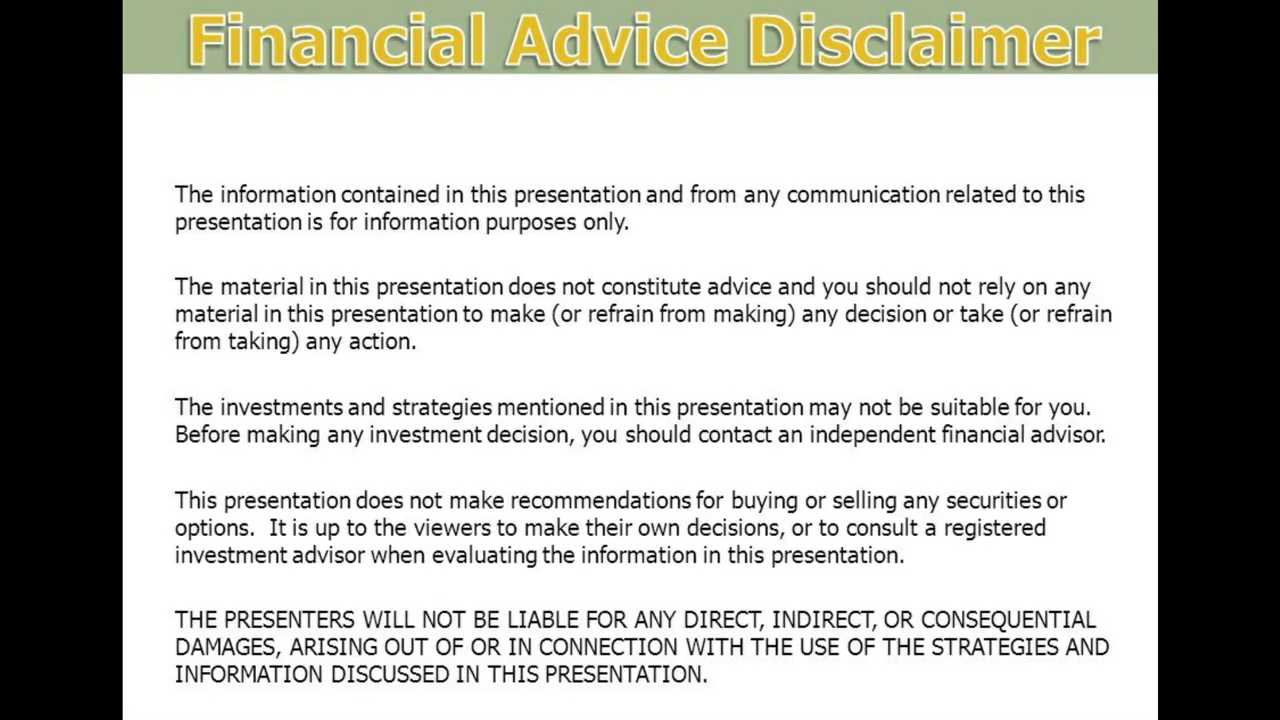 Financial Advice Disclaimer
The information contained in this presentation and from any communication related to this
presentation is for information purposes only.
The material in this presentation does not constitute advice and you should not rely on any
material in this presentation to make (or refrain from making) any decision or take (or refrain
from taking) any action.
The investments and strategies mentioned in this presentation may not be suitable for you.
Before making any investment decision, you should contact an independent financial advisor.
This presentation does not make recommendations for buying or selling any securities or
options.  It is up to the viewers to make their own decisions, or to consult a registered
investment advisor when evaluating the information in this presentation.
THE PRESENTERS WILL NOT BE LIABLE FOR ANY DIRECT, INDIRECT, OR CONSEQUENTIAL
DAMAGES, ARISING OUT OF OR IN CONNECTION WITH THE USE OF THE STRATEGIES AND
INFORMATION DISCUSSED IN THIS PRESENTATION.